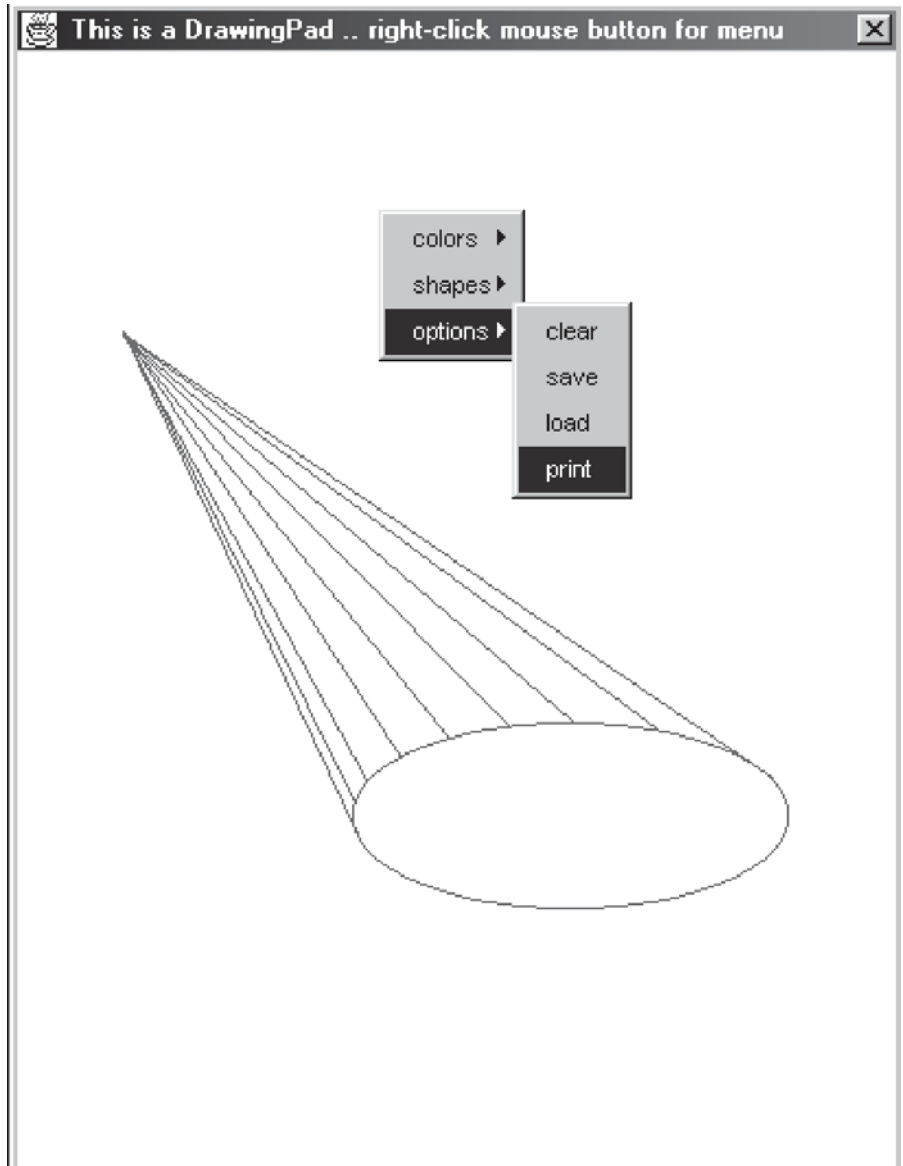 This is a DrawingPad .. right-click mouse button for menu
colors
shapes
options
clear
save
load
print